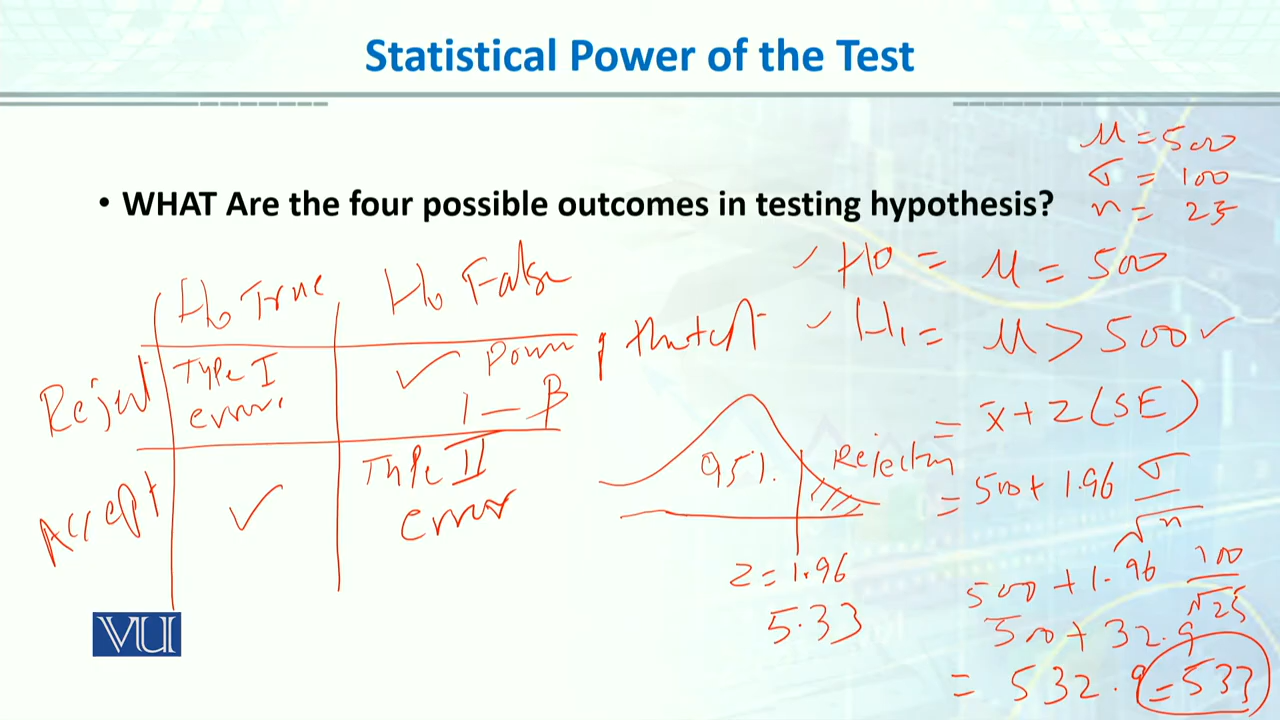 Statistical Power of the Test
• WHAT Are the four possible outcomes in testing hypothesis?
μ = 500
σ = 100
n = 25
H0 = μ = 500
H1 = μ > 500 ✓
H0 True
H0 False
Reject
Type I
error
✓ Power of
1 - β
Accept
✓
Type II
error
95%
Rejection
z = 1.96
5.33
= x̄ + z (SE)
= 500 + 1.96 σ/√n
500 + 1.96 100/√25
500 + 32.9
= 532.9 = 533
VU